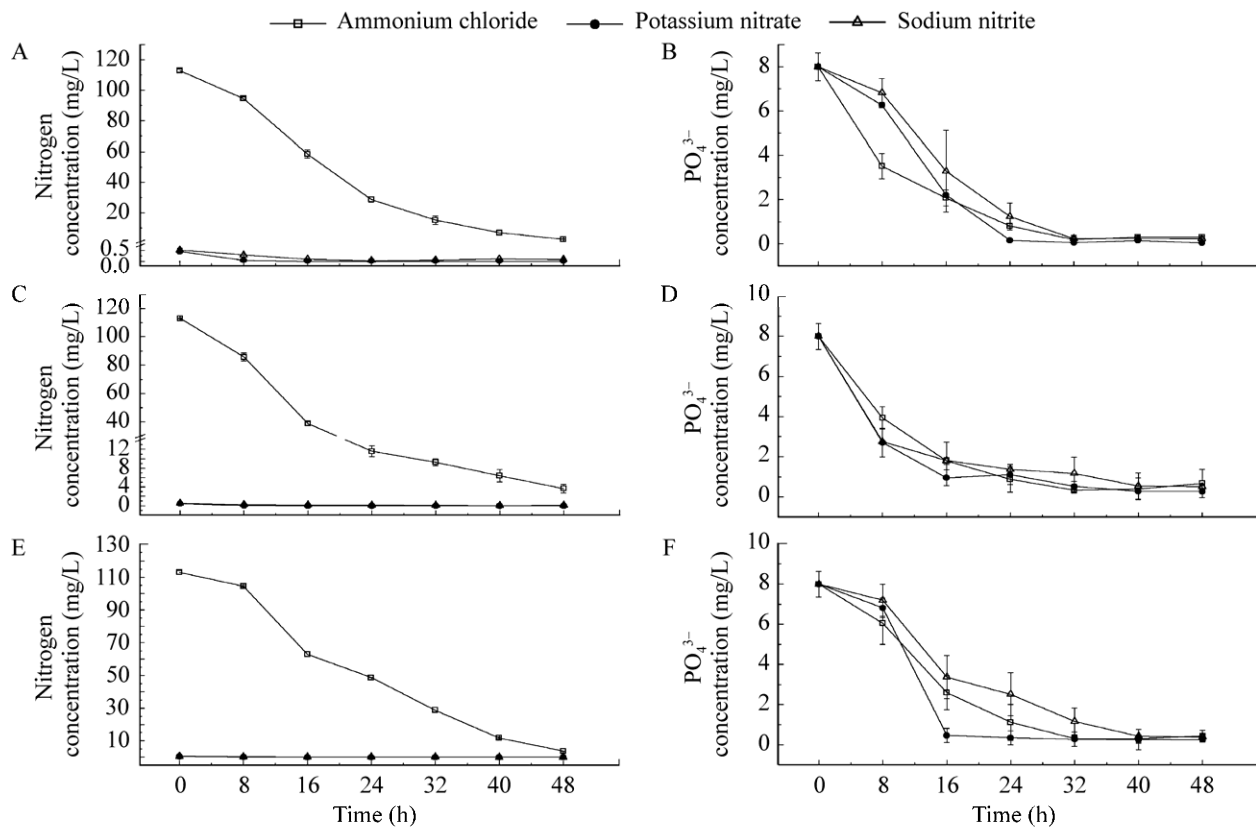 Ammonium chloride Potassium nitrate Sodium nitrite
A
Nitrogen
concentration (mg/L)
120
100
80
60
40
20
0.5
0.0
B
PO₄³⁻
concentration (mg/L)
8
6
4
2
0
C
Nitrogen
concentration (mg/L)
120
100
80
60
40
12
8
4
0
D
PO₄³⁻
concentration (mg/L)
10
8
6
4
2
0
E
Nitrogen
concentration (mg/L)
130
110
90
70
50
30
10
0 8 16 24 32 40 48
Time (h)
F
PO₄³⁻
concentration (mg/L)
10
8
6
4
2
0
0 8 16 24 32 40 48
Time (h)